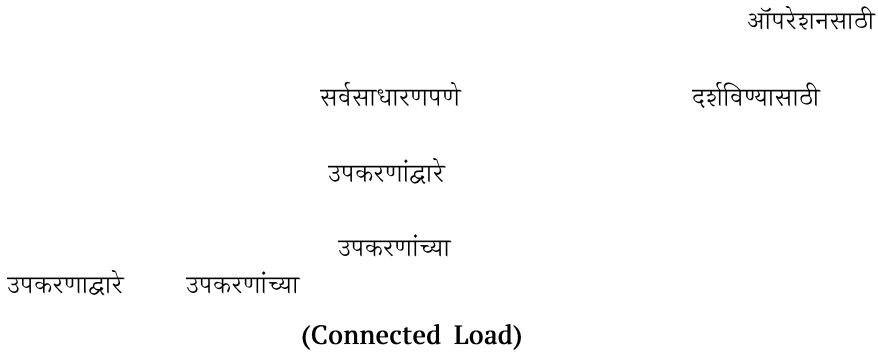 ऑपरेशनसाठी
सर्वसाधारणपणे दर्शविण्यासाठी
उपकरणांद्वारे
उपकरणांच्या
उपकरणाद्वारे उपकरणांच्या
(Connected Load)